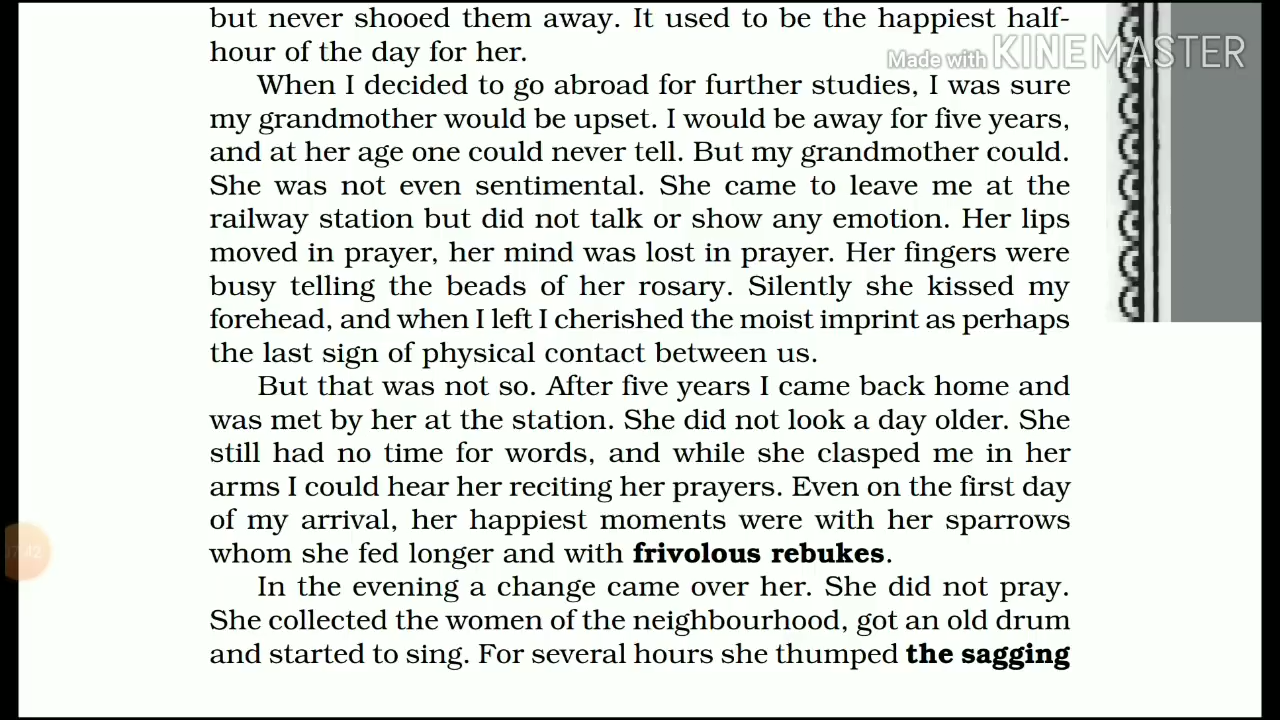 but never shooed them away. It used to be the happiest half-
hour of the day for her.
Made with KINEMASTER
When I decided to go abroad for further studies, I was sure
my grandmother would be upset. I would be away for five years,
and at her age one could never tell. But my grandmother could.
She was not even sentimental. She came to leave me at the
railway station but did not talk or show any emotion. Her lips
moved in prayer, her mind was lost in prayer. Her fingers were
busy telling the beads of her rosary. Silently she kissed my
forehead, and when I left I cherished the moist imprint as perhaps
the last sign of physical contact between us.
But that was not so. After five years I came back home and
was met by her at the station. She did not look a day older. She
still had no time for words, and while she clasped me in her
arms I could hear her reciting her prayers. Even on the first day
of my arrival, her happiest moments were with her sparrows
whom she fed longer and with frivolous rebukes.
In the evening a change came over her. She did not pray.
She collected the women of the neighbourhood, got an old drum
and started to sing. For several hours she thumped the sagging